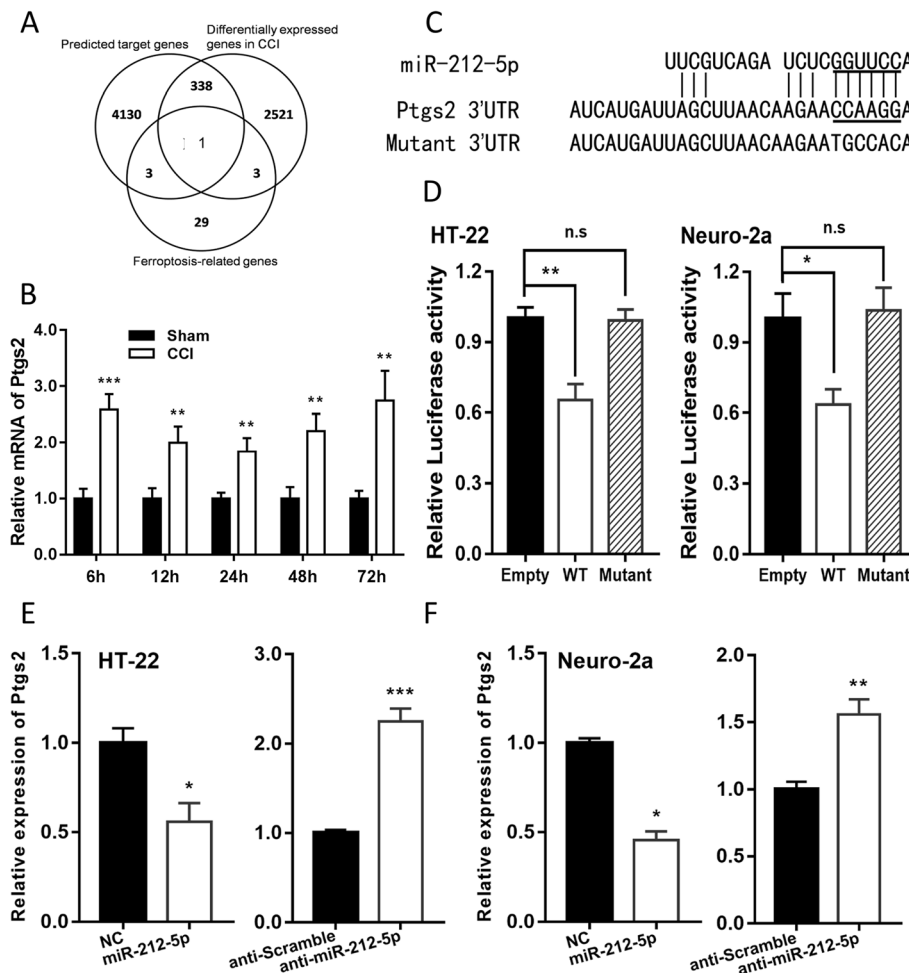 A
Predicted target genes
Differentially expressed
genes in CCI
338
4130
2521
1
3
3
29
Ferroptosis-related genes
B
Relative mRNA of Ptgs2
4.0
3.0
2.0
1.0
0.0
Sham
CCI
***
**
**
**
**
6h
12h
24h
48h
72h
C
miR-212-5p
UUCGUCAGA UCUCGGUUCCA
Ptgs2 3'UTR
AUCAUGAUUAGCUUAACAAGAACCAAGGA
Mutant 3'UTR
AUCAUGAUUAGCUUAACAAGAATGCCACA
D
HT-22
n.s
**
Relative Luciferase activity
1.2
0.9
0.6
0.3
0.0
Empty
WT
Mutant
Neuro-2a
n.s
*
Relative Luciferase activity
1.2
0.9
0.6
0.3
0.0
Empty
WT
Mutant
E
HT-22
Relative expression of Ptgs2
1.5
1.0
0.5
0.0
*
NC
miR-212-5p
3.0
2.0
1.0
0.0
***
anti-Scramble
anti-miR-212-5p
F
Neuro-2a
Relative expression of Ptgs2
1.5
1.0
0.5
0.0
*
NC
miR-212-5p
2.0
1.5
1.0
0.5
0.0
**
anti-Scramble
anti-miR-212-5p